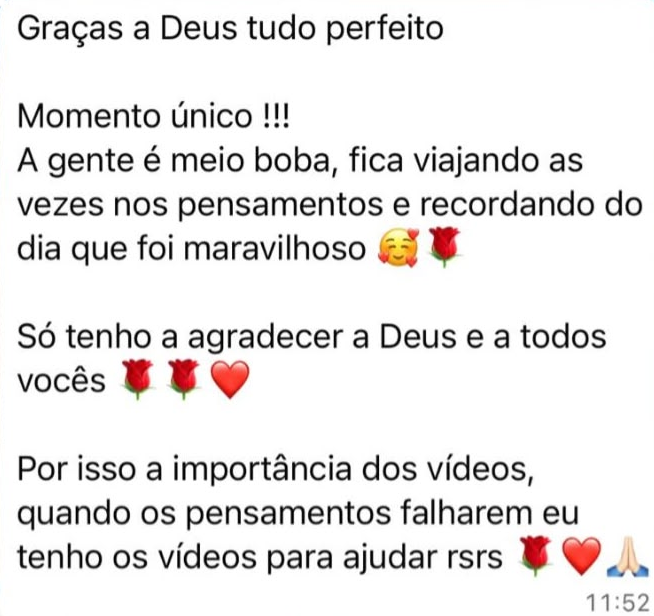 Graças a Deus tudo perfeito
Momento único !!!
A gente é meio boba, fica viajando as
vezes nos pensamentos e recordando do
dia que foi maravilhoso 🥰🌹
Só tenho a agradecer a Deus e a todos
vocês 🌹🌹❤️
Por isso a importância dos vídeos,
quando os pensamentos falharem eu
tenho os vídeos para ajudar rsrs 🌹❤️🙏🏻
11:52